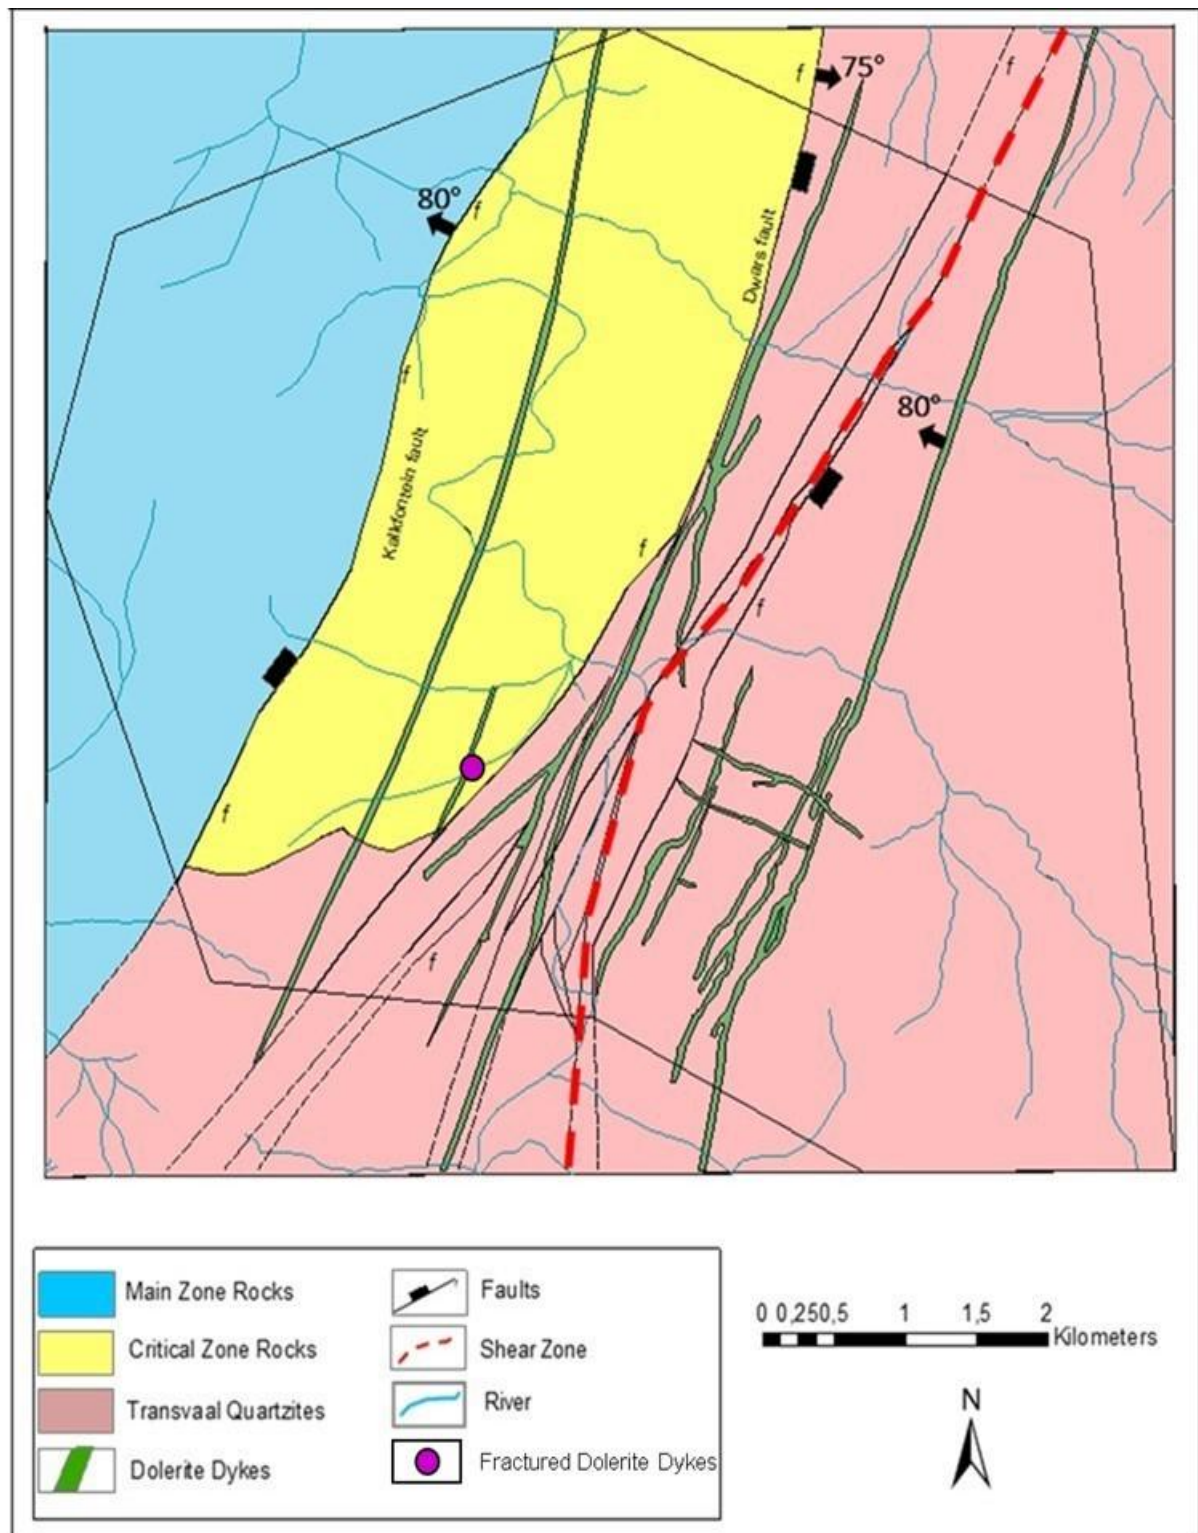 f
f
75°
80°
f
Dwars fault
f
80°
Kalkfontein fault
f
f
f
f
Main Zone Rocks
Faults
Critical Zone Rocks
Shear Zone
Transvaal Quartzites
River
Dolerite Dykes
Fractured Dolerite Dykes
0 0,250,5 1 1,5 2
Kilometers
N